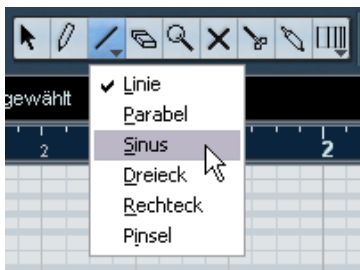 gewählt
Linie
Parabel
Sinus
Dreieck
Rechteck
Pinsel
2
2